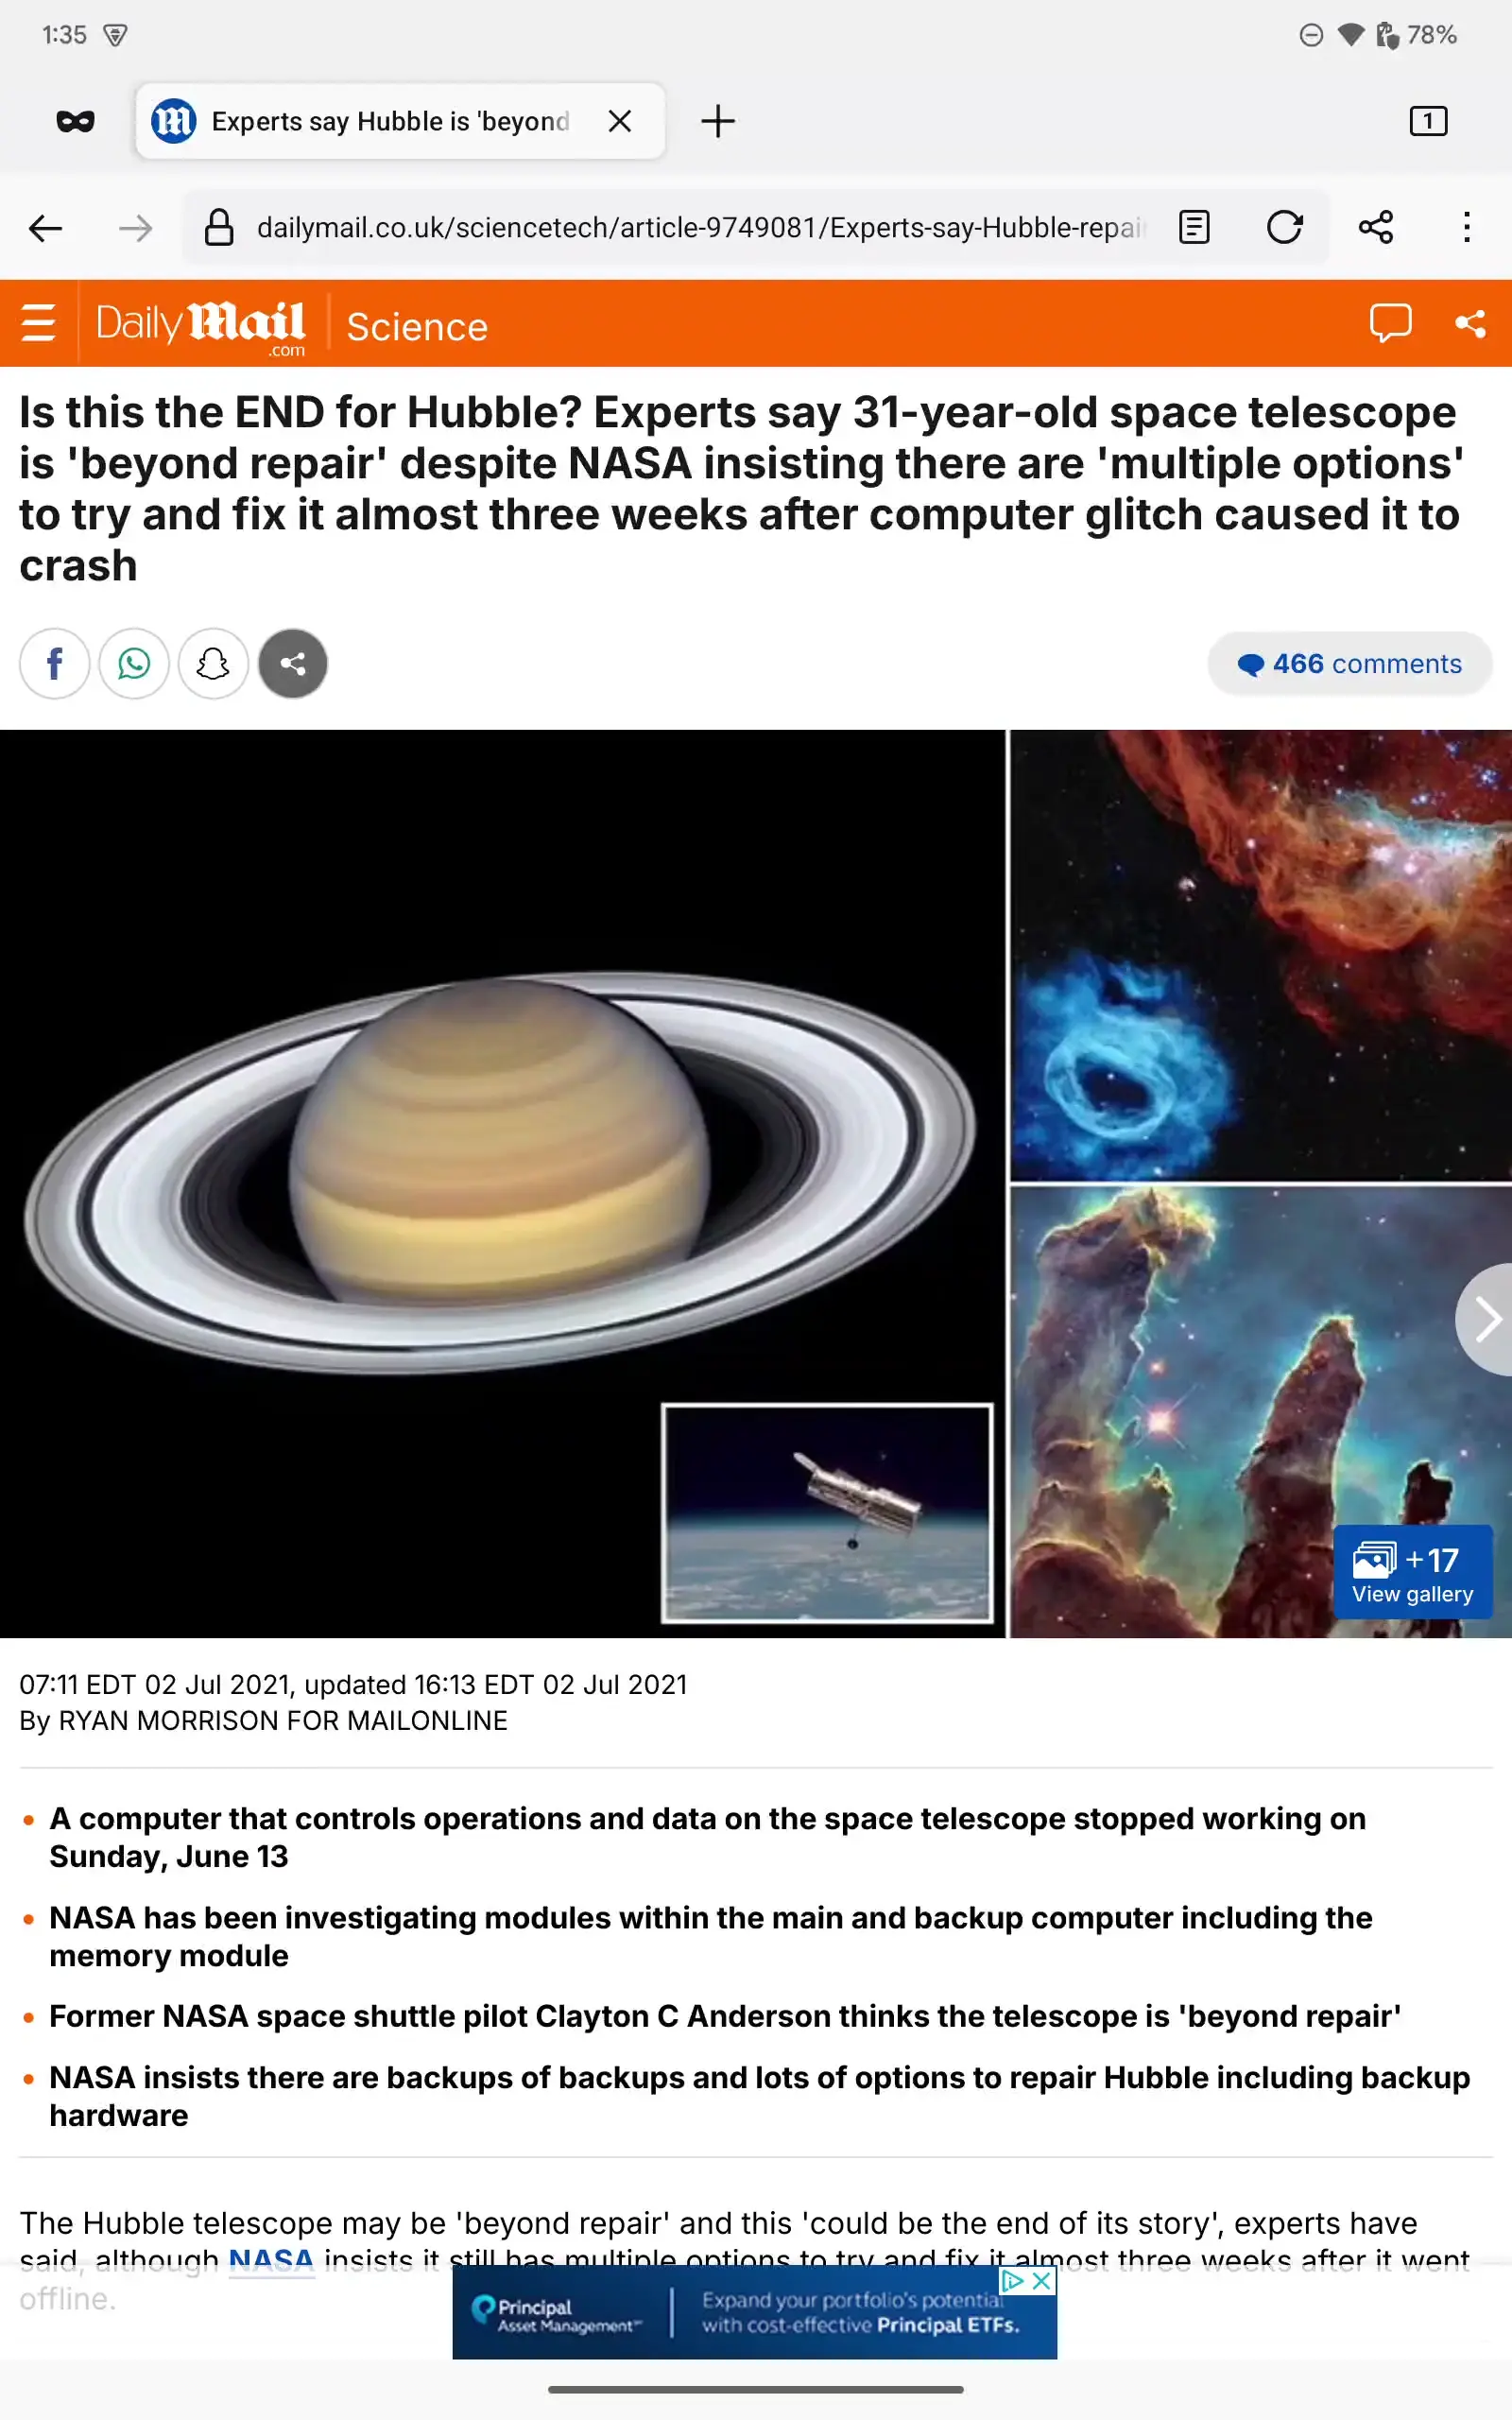 1:35
78%
Experts say Hubble is 'beyond
1
dailymail.co.uk/sciencetech/article-9749081/Experts-say-Hubble-repai
Daily Mail
.com
Science
Is this the END for Hubble? Experts say 31-year-old space telescope
is 'beyond repair' despite NASA insisting there are 'multiple options'
to try and fix it almost three weeks after computer glitch caused it to
crash
466 comments
+17
View gallery
07:11 EDT 02 Jul 2021, updated 16:13 EDT 02 Jul 2021
By RYAN MORRISON FOR MAILONLINE
• A computer that controls operations and data on the space telescope stopped working on
Sunday, June 13
• NASA has been investigating modules within the main and backup computer including the
memory module
• Former NASA space shuttle pilot Clayton C Anderson thinks the telescope is 'beyond repair'
• NASA insists there are backups of backups and lots of options to repair Hubble including backup
hardware
The Hubble telescope may be 'beyond repair' and this 'could be the end of its story', experts have
said, although NASA insists it still has multiple options to try and fix it almost three weeks after it went
offline.
Principal
Asset Management℠
Expand your portfolio's potential
with cost-effective Principal ETFs.